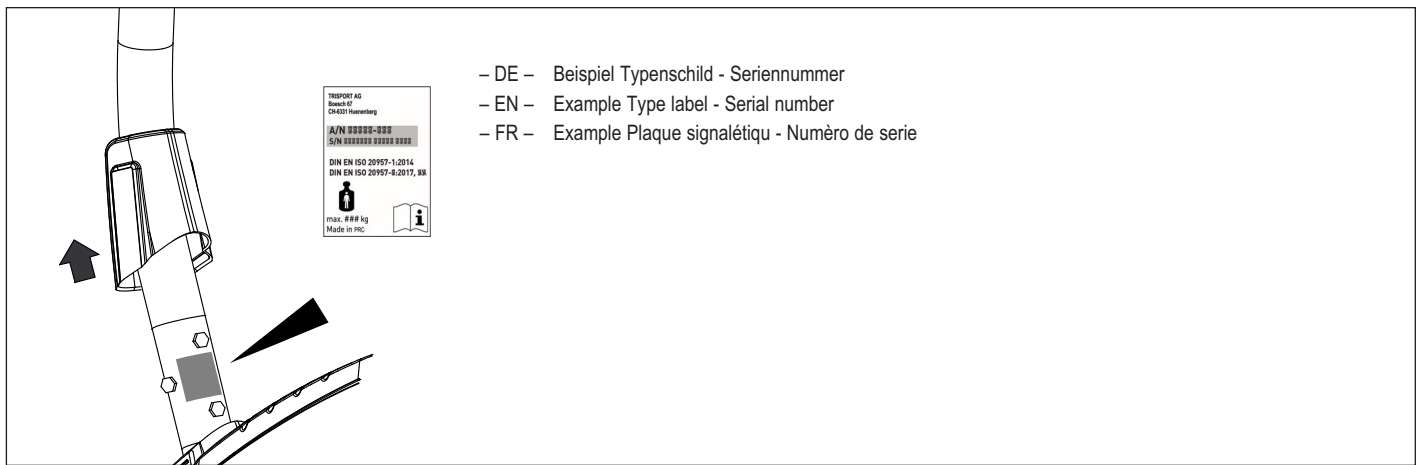 – DE – Beispiel Typenschild - Seriennummer
– EN – Example Type label - Serial number
– FR – Example Plaque signalétiqu - Numèro de serie
TRISPORT AG
Boesch 67
CH-6331 Huenenberg
A/N
S/N
DIN EN ISO 20957-1:2014
DIN EN ISO 20957-8:2017,
max. ### kg
Made in PRC
i